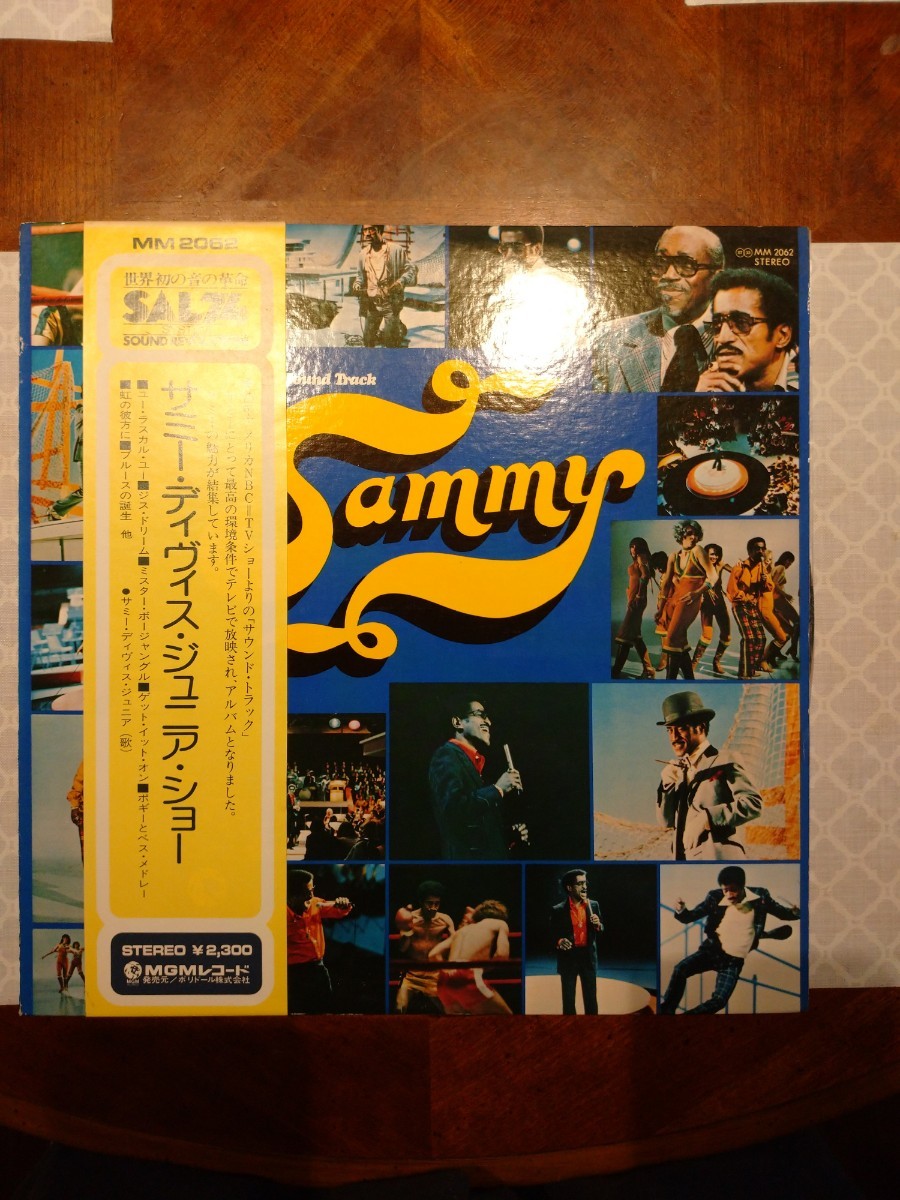 MM 2062
世界初の音の革命
SOUND
サミー・ディヴィス・ジュニア・ショー
NBC=TVショーよりの「サウンド・トラック」
にとって最高の環境条件でテレビで放映され、アルバムとなりました。
魅力が結集しています。
■ユー・ラスカル・ユー■ジス・ドリーム■ミスター・ボージャングル■ゲット・イット・オン■ポギーとベス・メドレー
■虹の彼方に■ブルースの誕生 他
●サミー・ディヴィス・ジュニア(歌)
STEREO ¥2,300
MGMレコード
発売元/ポリドール株式会社
MM 2062
STEREO
Track
Sammy